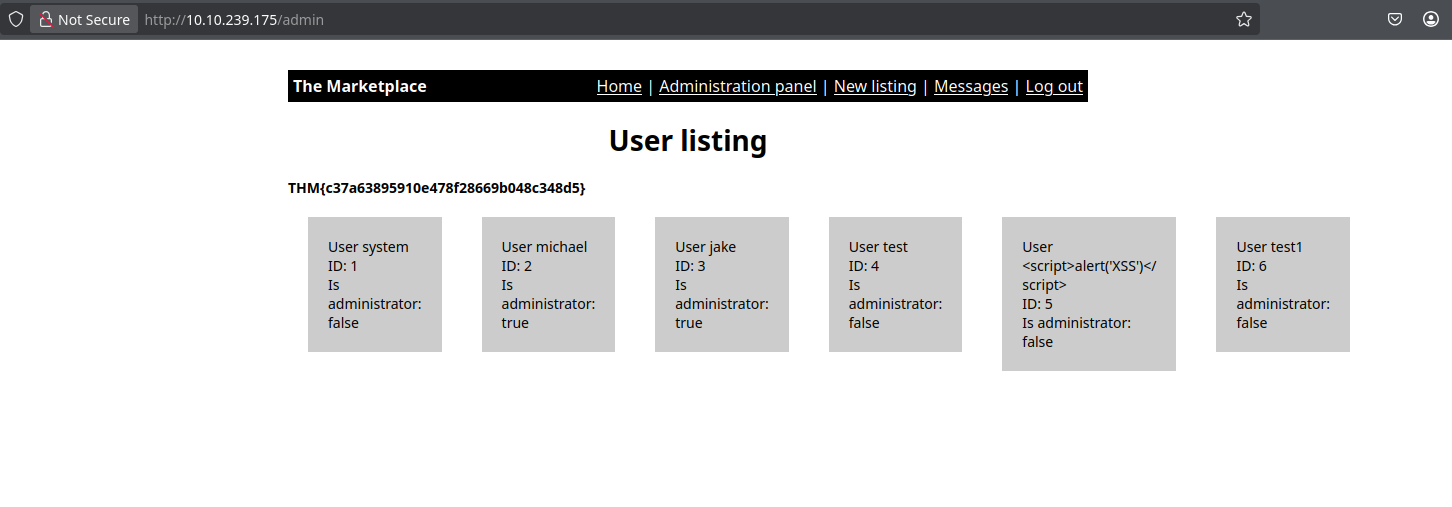 Not Secure http://10.10.239.175/admin
The Marketplace Home | Administration panel | New listing | Messages | Log out
User listing
THM{c37a63895910e478f28669b048c348d5}
User system
ID: 1
Is
administrator:
false
User michael
ID: 2
Is
administrator:
true
User jake
ID: 3
Is
administrator:
true
User test
ID: 4
Is
administrator:
false
User
<script>alert('XSS')</
script>
ID: 5
Is administrator:
false
User test1
ID: 6
Is
administrator:
false